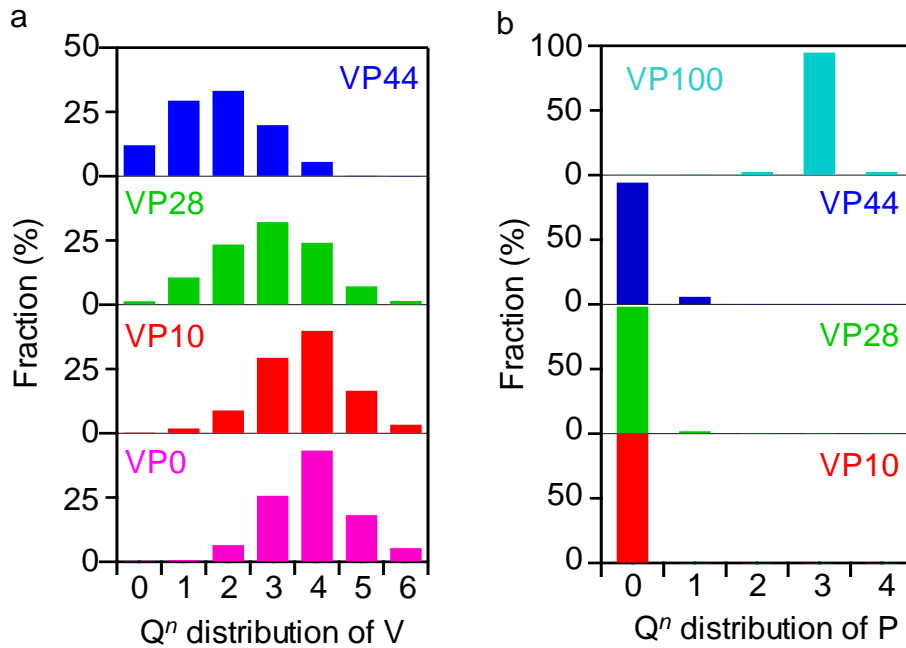 a
50
25
0
25
0
25
0
25
0
Fraction (%)
VP44
VP28
VP10
VP0
0 1 2 3 4 5 6
Qⁿ distribution of V
b
100
50
0
50
0
50
0
50
0
Fraction (%)
VP100
VP44
VP28
VP10
0 1 2 3 4
Qⁿ distribution of P